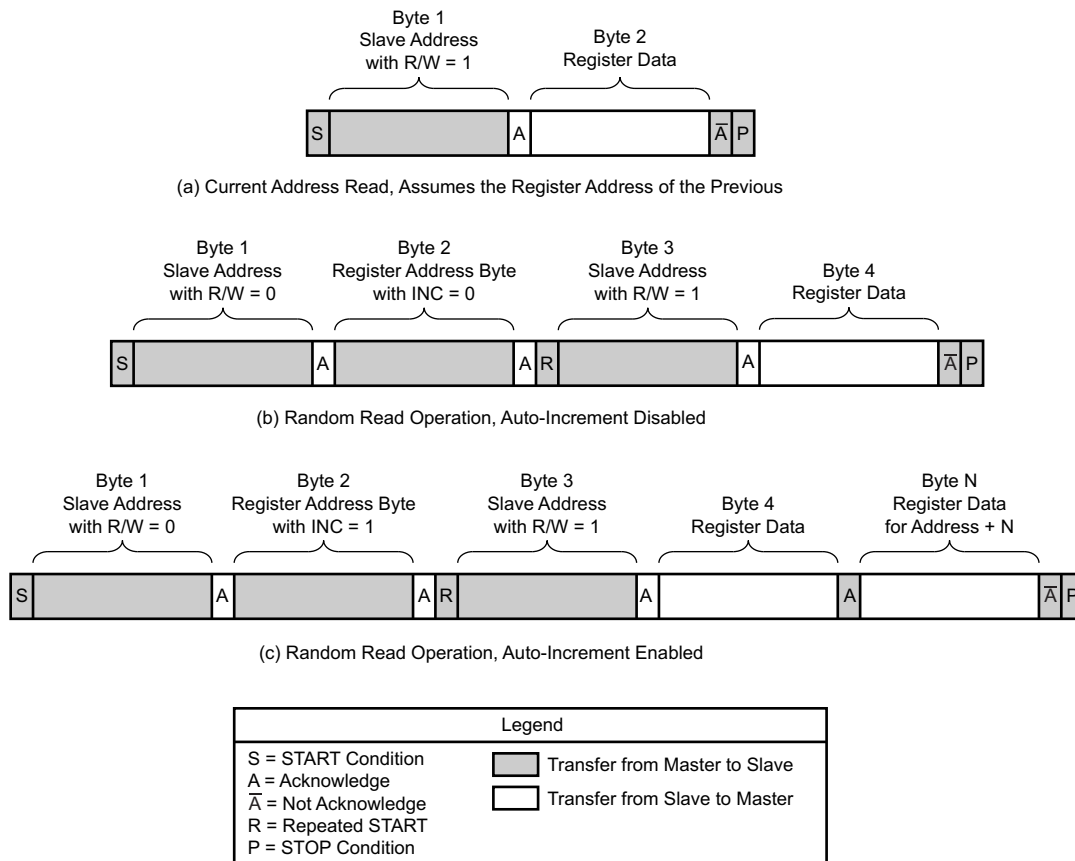 Byte 1
Slave Address
with R/W = 1
Byte 2
Register Data
S
A
A̅
P
(a) Current Address Read, Assumes the Register Address of the Previous
Byte 1
Slave Address
with R/W = 0
Byte 2
Register Address Byte
with INC = 0
Byte 3
Slave Address
with R/W = 1
Byte 4
Register Data
S
A
A
R
A
A̅
P
(b) Random Read Operation, Auto-Increment Disabled
Byte 1
Slave Address
with R/W = 0
Byte 2
Register Address Byte
with INC = 1
Byte 3
Slave Address
with R/W = 1
Byte 4
Register Data
Byte N
Register Data
for Address + N
S
A
A
R
A
A
A̅
P
(c) Random Read Operation, Auto-Increment Enabled
Legend
S = START Condition
A = Acknowledge
A̅ = Not Acknowledge
R = Repeated START
P = STOP Condition
Transfer from Master to Slave
Transfer from Slave to Master